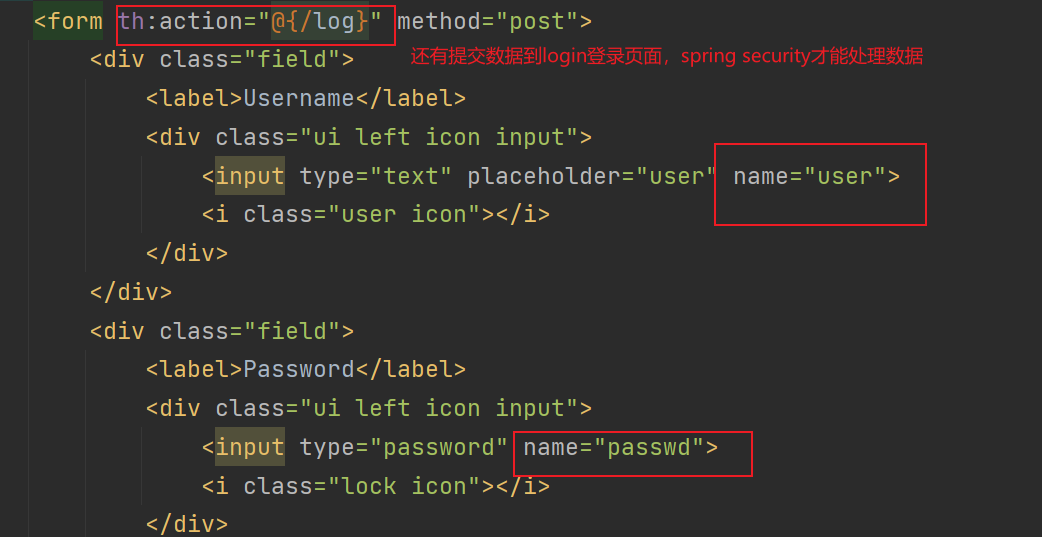 <form th:action="@{/log}" method="post">
<div class="field"> 还有提交数据到login登录页面，spring security才能处理数据
<label>Username</label>
<div class="ui left icon input">
<input type="text" placeholder="user" name="user">
<i class="user icon"></i>
</div>
</div>
<div class="field">
<label>Password</label>
<div class="ui left icon input">
<input type="password" name="passwd">
<i class="lock icon"></i>
</div>